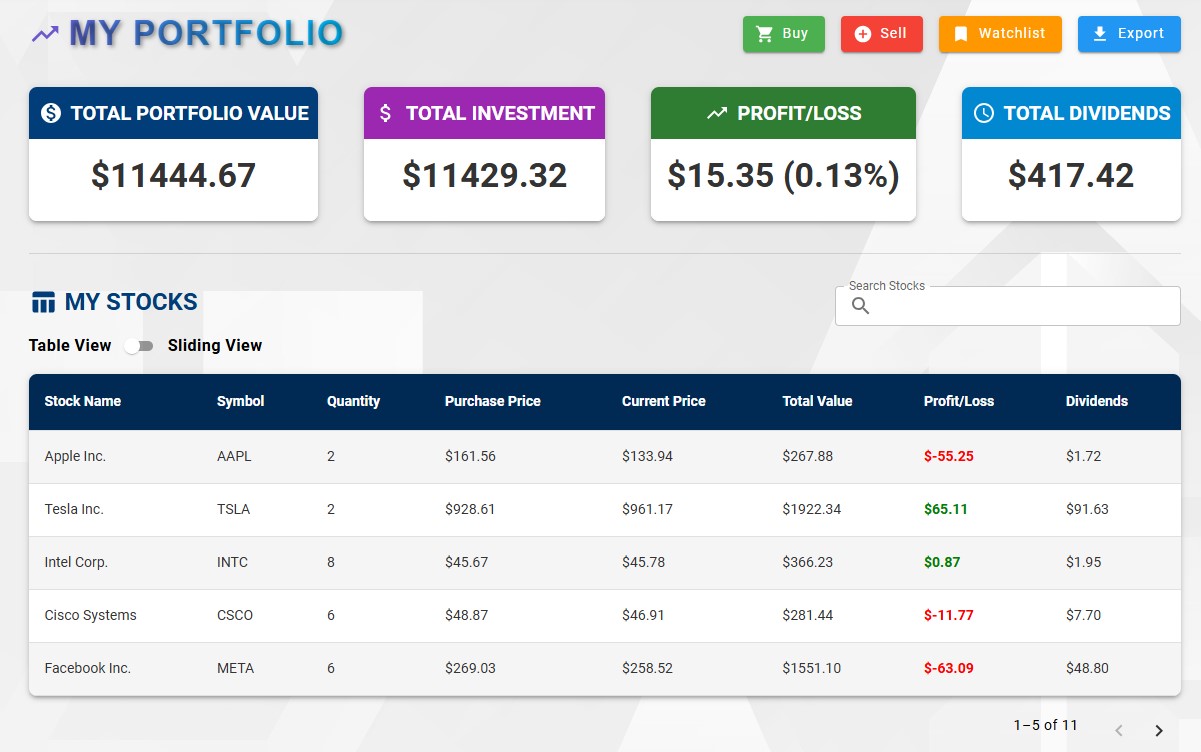 MY PORTFOLIO
Buy Sell Watchlist Export
TOTAL PORTFOLIO VALUE TOTAL INVESTMENT PROFIT/LOSS TOTAL DIVIDENDS
$11444.67 $11429.32 $15.35 (0.13%) $417.42
MY STOCKS
Search Stocks
Table View Sliding View
Stock Name Symbol Quantity Purchase Price Current Price Total Value Profit/Loss Dividends
Apple Inc. AAPL 2 $161.56 $133.94 $267.88 $-55.25 $1.72
Tesla Inc. TSLA 2 $928.61 $961.17 $1922.34 $65.11 $91.63
Intel Corp. INTC 8 $45.67 $45.78 $366.23 $0.87 $1.95
Cisco Systems CSCO 6 $48.87 $46.91 $281.44 $-11.77 $7.70
Facebook Inc. META 6 $269.03 $258.52 $1551.10 $-63.09 $48.80
1–5 of 11